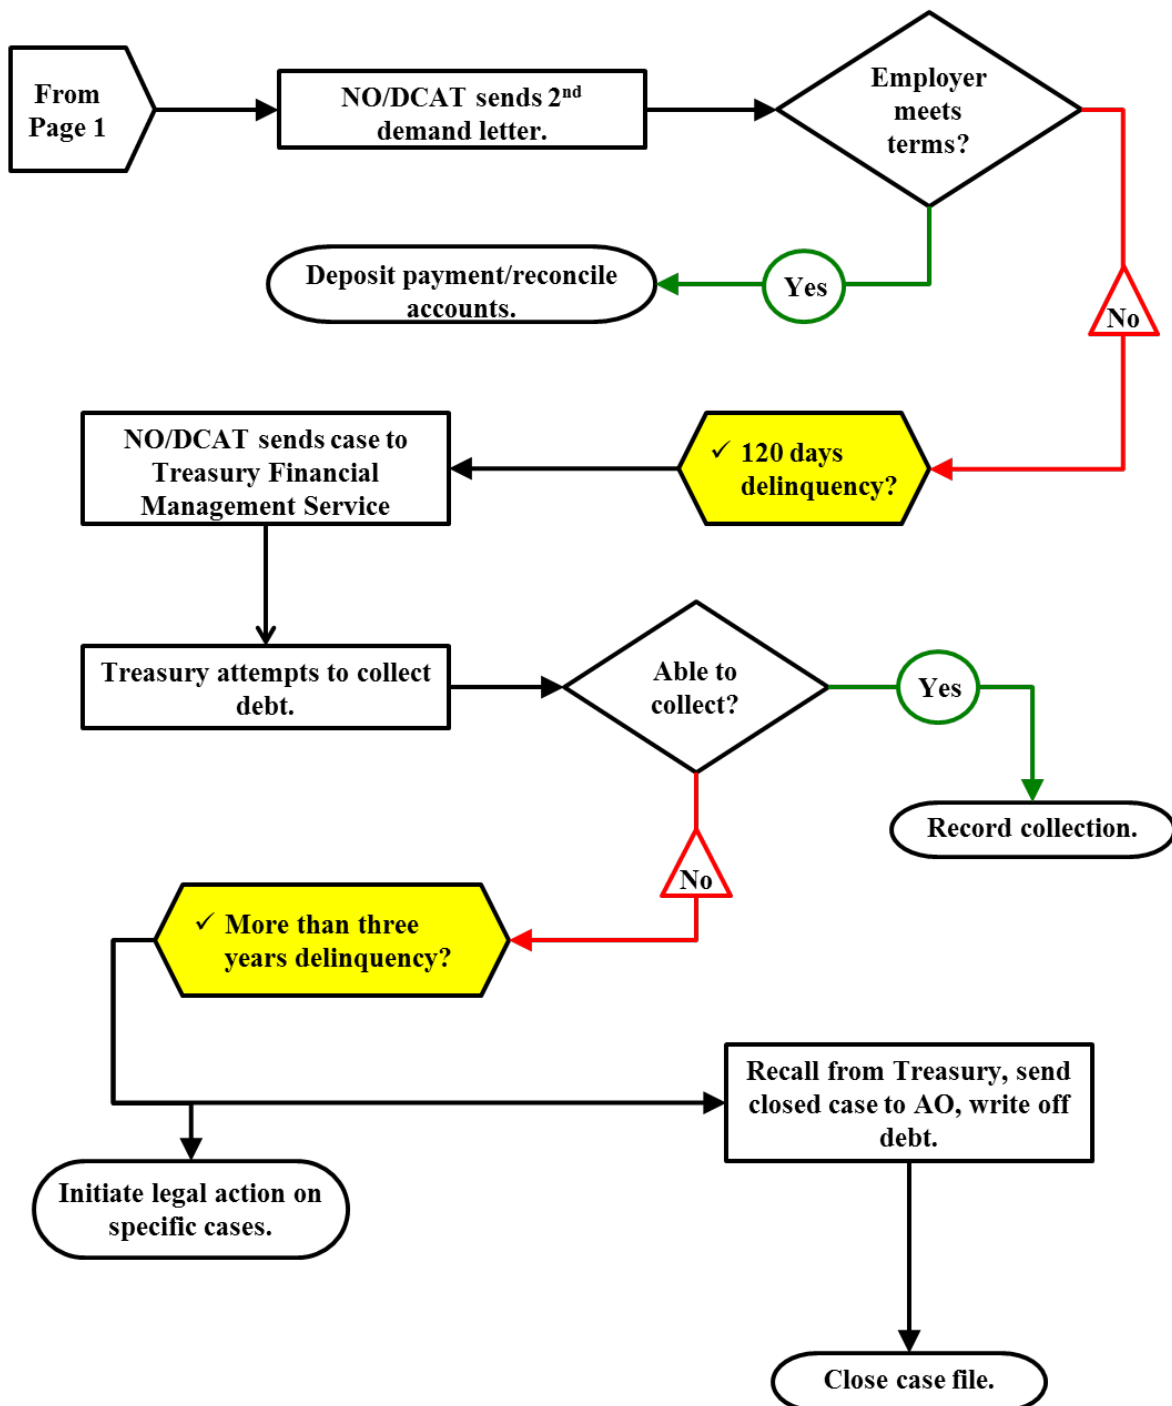 From
Page 1
NO/DCAT sends 2nd
demand letter.
Employer
meets
terms?
Deposit payment/reconcile
accounts.
Yes
No
NO/DCAT sends case to
Treasury Financial
Management Service
✓ 120 days
delinquency?
Treasury attempts to collect
debt.
Able to
collect?
Yes
Record collection.
No
✓ More than three
years delinquency?
Recall from Treasury, send
closed case to AO, write off
debt.
Initiate legal action on
specific cases.
Close case file.